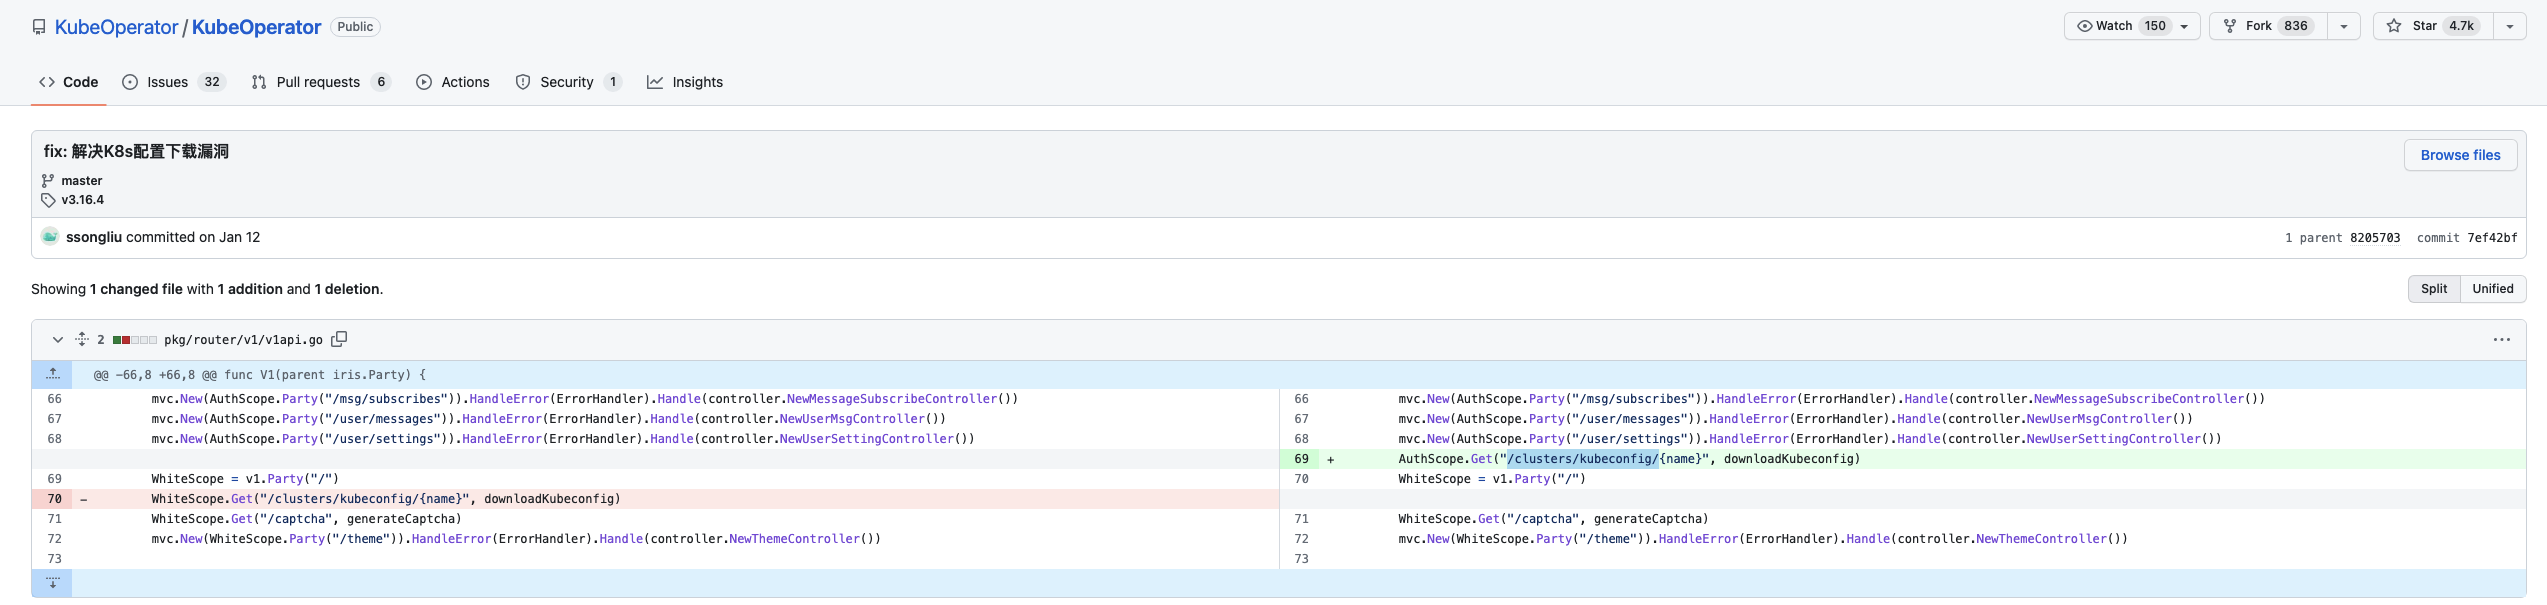 KubeOperator / KubeOperator Public
Watch 150 Fork 836 Star 4.7k
Code Issues 32 Pull requests 6 Actions Security 1 Insights
fix: 解决K8s配置下载漏洞
Browse files
master
v3.16.4
ssongliu committed on Jan 12
1 parent 8205703 commit 7ef42bf
Showing 1 changed file with 1 addition and 1 deletion.
Split Unified
2 pkg/router/v1/v1api.go
@@ -66,8 +66,8 @@ func V1(parent iris.Party) {
66 mvc.New(AuthScope.Party("/msg/subscribes")).HandleError(ErrorHandler).Handle(controller.NewMessageSubscribeController())
67 mvc.New(AuthScope.Party("/user/messages")).HandleError(ErrorHandler).Handle(controller.NewUserMsgController())
68 mvc.New(AuthScope.Party("/user/settings")).HandleError(ErrorHandler).Handle(controller.NewUserSettingController())
69 WhiteScope = v1.Party("/")
70 - WhiteScope.Get("/clusters/kubeconfig/{name}", downloadKubeconfig)
71 WhiteScope.Get("/captcha", generateCaptcha)
72 mvc.New(WhiteScope.Party("/theme")).HandleError(ErrorHandler).Handle(controller.NewThemeController())
73
66 mvc.New(AuthScope.Party("/msg/subscribes")).HandleError(ErrorHandler).Handle(controller.NewMessageSubscribeController())
67 mvc.New(AuthScope.Party("/user/messages")).HandleError(ErrorHandler).Handle(controller.NewUserMsgController())
68 mvc.New(AuthScope.Party("/user/settings")).HandleError(ErrorHandler).Handle(controller.NewUserSettingController())
69 + AuthScope.Get("/clusters/kubeconfig/{name}", downloadKubeconfig)
70 WhiteScope = v1.Party("/")
71 WhiteScope.Get("/captcha", generateCaptcha)
72 mvc.New(WhiteScope.Party("/theme")).HandleError(ErrorHandler).Handle(controller.NewThemeController())
73